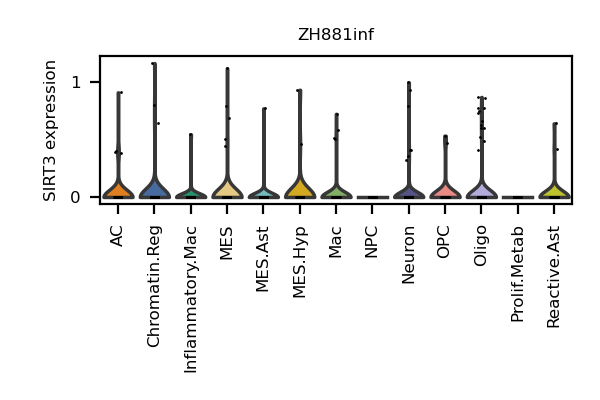 ZH881inf
SIRT3 expression
1
0
AC
Chromatin.Reg
Inflammatory.Mac
MES
MES.Ast
MES.Hyp
Mac
NPC
Neuron
OPC
Oligo
Prolif.Metab
Reactive.Ast